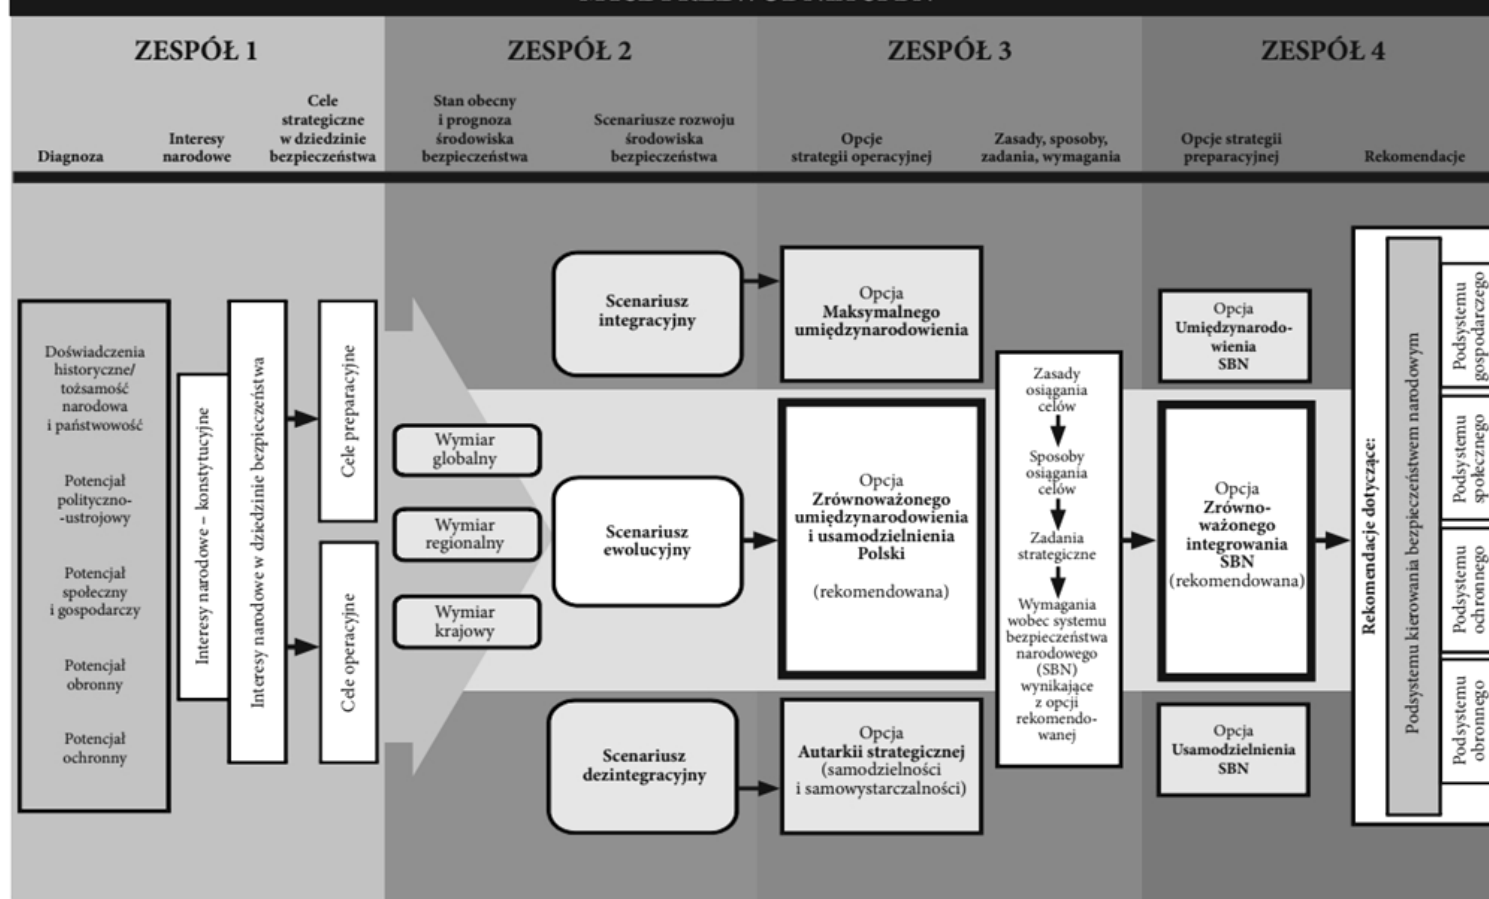 ZESPÓŁ 1
ZESPÓŁ 2
ZESPÓŁ 3
ZESPÓŁ 4
Diagnoza
Interesy
narodowe
Cele
strategiczne
w dziedzinie
bezpieczeństwa
Stan obecny
i prognoza
środowiska
bezpieczeństwa
Scenariusze rozwoju
środowiska
bezpieczeństwa
Opcje
strategii operacyjnej
Zasady, sposoby,
zadania, wymagania
Opcje strategii
preparacyjnej
Rekomendacje
Doświadczenia
historyczne/
tożsamość
narodowa
i państwowość
Potencjał
polityczno-
-ustrojowy
Potencjał
społeczny
i gospodarczy
Potencjał
obronny
Potencjał
ochronny
Interesy narodowe – konstytucyjne
Interesy narodowe w dziedzinie bezpieczeństwa
Cele preparacyjne
Cele operacyjne
Wymiar
globalny
Wymiar
regionalny
Wymiar
krajowy
Scenariusz
integracyjny
Scenariusz
ewolucyjny
Scenariusz
dezintegracyjny
Opcja
Maksymalnego
umiędzynarodowienia
Opcja
Zrównoważonego
umiędzynarodowienia
i usamodzielnienia
Polski
(rekomendowana)
Opcja
Autarkii strategicznej
(samodzielności
i samowystarczalności)
Zasady
osiągania
celów
Sposoby
osiągania
celów
Zadania
strategiczne
Wymagania
wobec systemu
bezpieczeństwa
narodowego
(SBN)
wynikające
z opcji
rekomendo-
wanej
Opcja
Umiędzynarodo-
wienia
SBN
Opcja
Zrówno-
ważonego
integrowania
SBN
(rekomendowana)
Opcja
Usamodzielnienia
SBN
Rekomendacje dotyczące:
Podsystemu kierowania bezpieczeństwem narodowym
Podsystemu
gospodarczego
Podsystemu
społecznego
Podsystemu
ochronnego
Podsystemu
obronnego